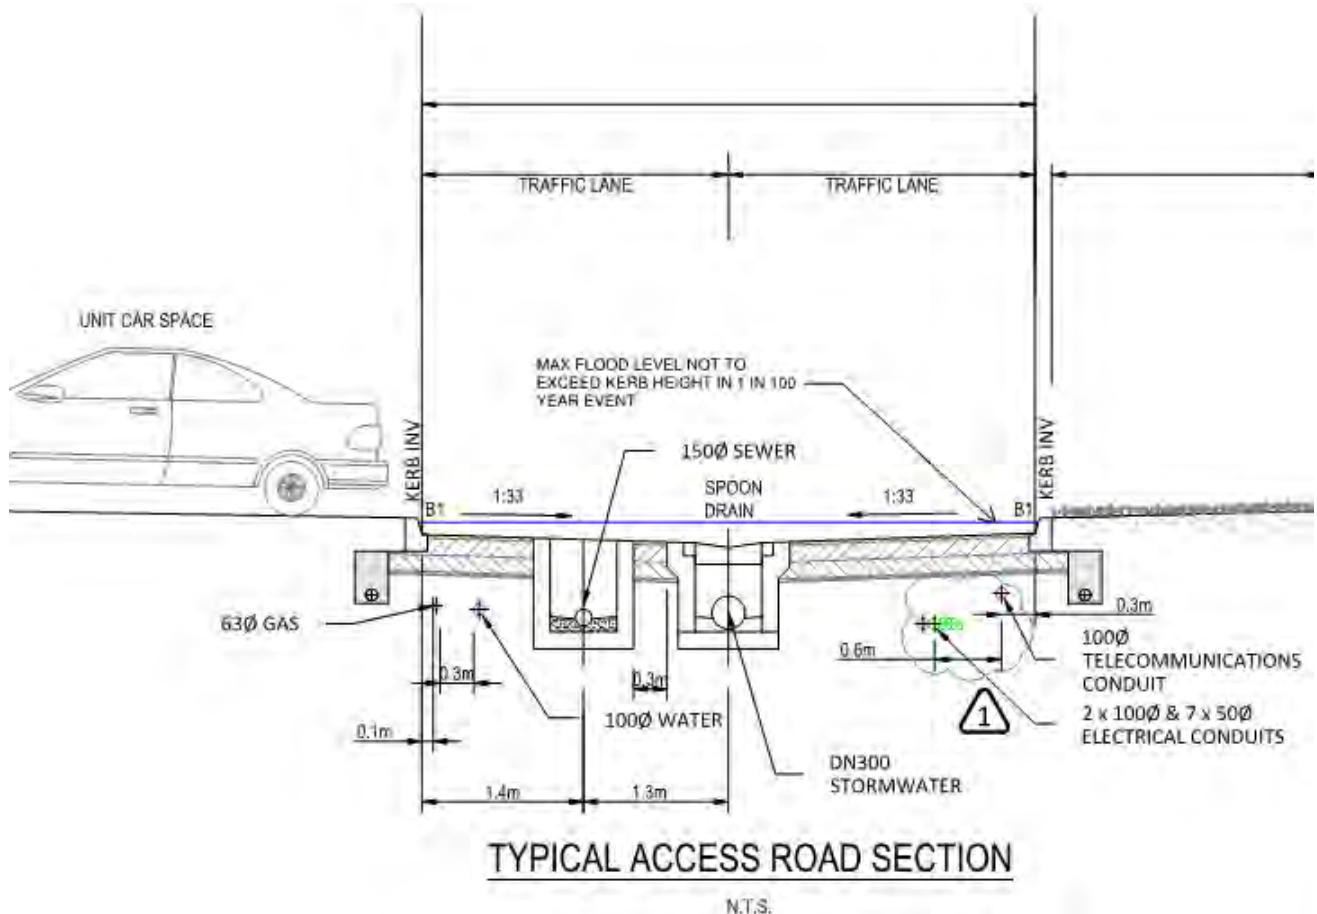 TRAFFIC LANE
TRAFFIC LANE
UNIT CAR SPACE
MAX FLOOD LEVEL NOT TO
EXCEED KERB HEIGHT IN 1 IN 100
YEAR EVENT
KERB INV
KERB INV
150Ø SEWER
SPOON
DRAIN
1:33
1:33
B1
B1
63Ø GAS
0.3m
0.3m
0.3m
0.6m
0.1m
100Ø WATER
100Ø
TELECOMMUNICATIONS
CONDUIT
1
2 x 100Ø & 7 x 50Ø
ELECTRICAL CONDUITS
DN300
STORMWATER
1.4m
1.3m
TYPICAL ACCESS ROAD SECTION
N.T.S.